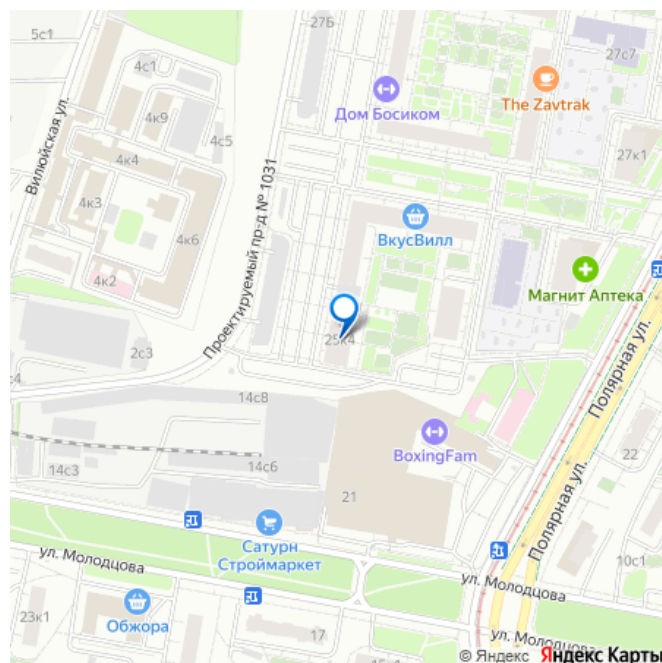 27Б
5с1
27с7
4с1
The Zavtrak
Дом Босиком
4к9
Вилюйская ул.
4с5
27к1
4к4
4к3
Проектируемый пр-д № 1031
4к6
ВкусВилл
4к2
Магнит Аптека
25к4
2с3
Полярная ул.
с4
14с8
BoxingFam
22
14с3
14с6
21
Полярная ул.
Сатурн
Строймаркет
ул. Молодцова
10с1
ул. Молодцова
Обжора
23к1
17
ул. Молодцова
© Яндекс Яндекс Карты